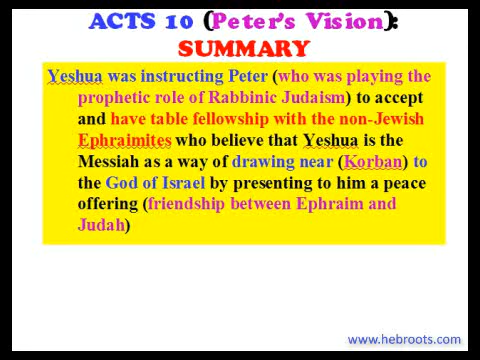 ACTS 10 (Peter's Vision):
SUMMARY
Yeshua was instructing Peter (who was playing the
prophetic role of Rabbinic Judaism) to accept
and have table fellowship with the non-Jewish
Ephraimites who believe that Yeshua is the
Messiah as a way of drawing near (Korban) to
the God of Israel by presenting to him a peace
offering (friendship between Ephraim and
Judah)
www.hebroots.com